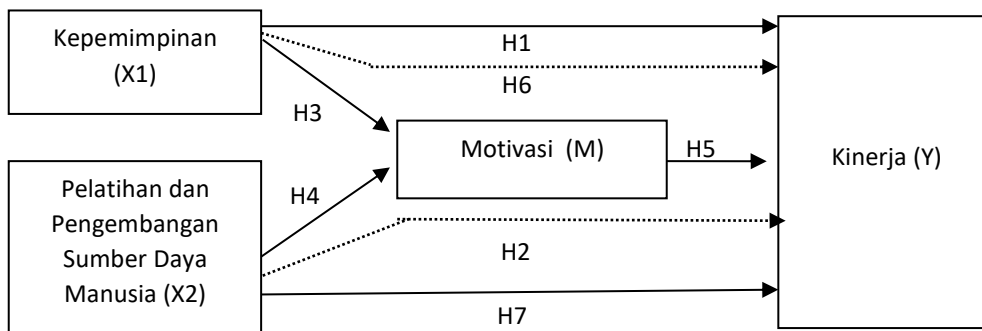 Kepemimpinan
(X1)
H1
H6
H3
Motivasi (M)
H5
Kinerja (Y)
Pelatihan dan
Pengembangan
Sumber Daya
Manusia (X2)
H4
H2
H7